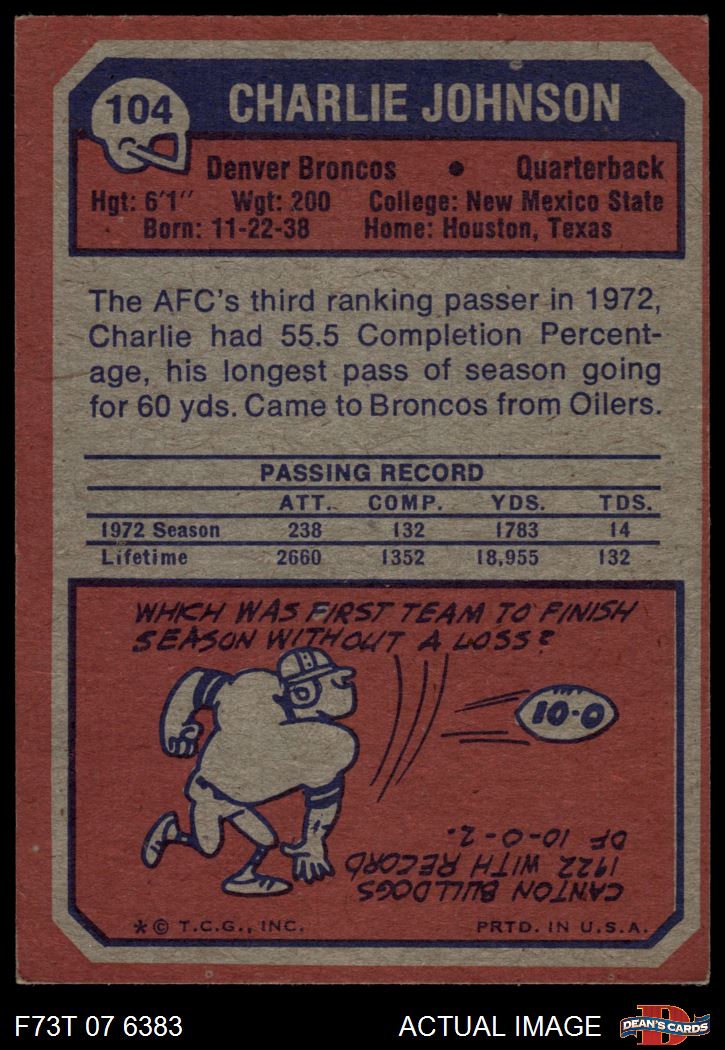 104
CHARLIE JOHNSON
Denver Broncos • Quarterback
Hgt: 6'1" Wgt: 200 College: New Mexico State
Born: 11-22-38 Home: Houston, Texas
The AFC's third ranking passer in 1972,
Charlie had 55.5 Completion Percent-
age, his longest pass of season going
for 60 yds. Came to Broncos from Oilers.
PASSING RECORD
ATT. COMP. YDS. TDS.
1972 Season 238 132 1783 14
Lifetime 2660 1352 18,955 132
WHICH WAS FIRST TEAM TO FINISH
SEASON WITHOUT A LOSS?
10-0
CANTON BULLDOGS
1922 WITH RECORD
OF 10-0-2.
* © T.C.G., INC. PRTD. IN U.S.A.
F73T 07 6383 ACTUAL IMAGE
D
DEAN'S CARDS